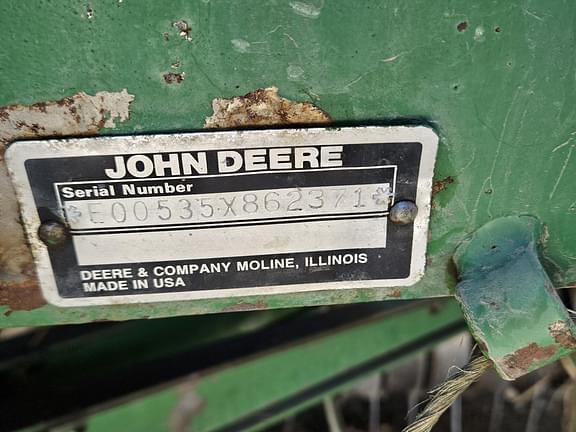 JOHN DEERE
Serial Number
E00535X862371
DEERE & COMPANY MOLINE, ILLINOIS
MADE IN USA